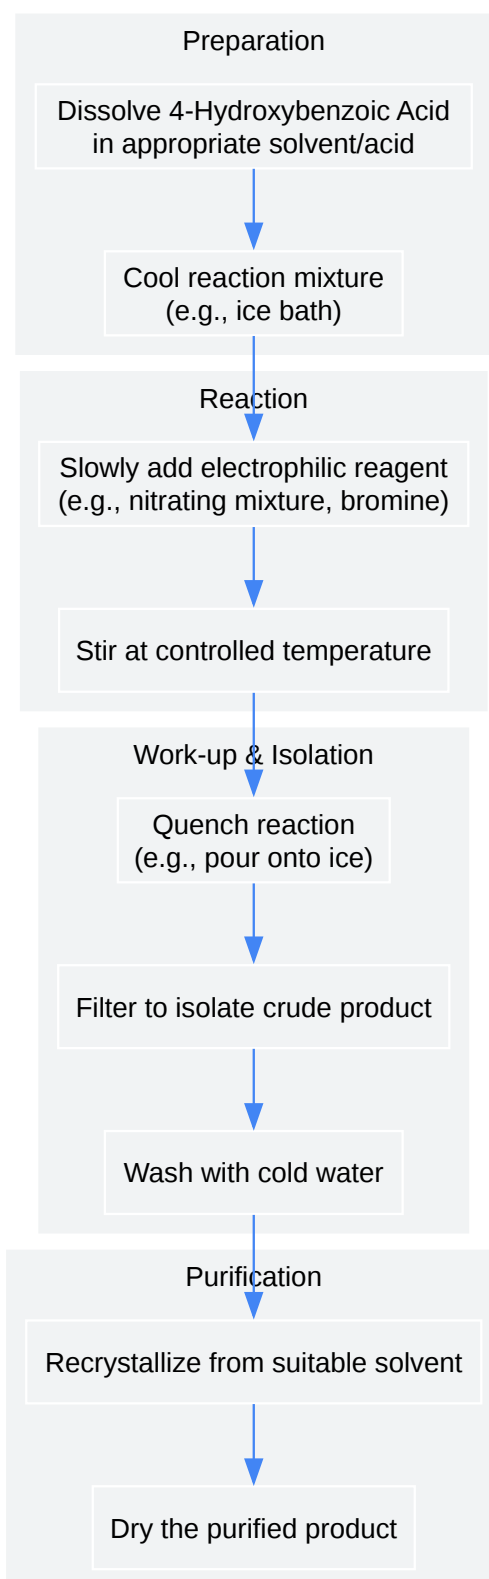 Preparation
Dissolve 4-Hydroxybenzoic Acid
in appropriate solvent/acid
Cool reaction mixture
(e.g., ice bath)
Reaction
Slowly add electrophilic reagent
(e.g., nitrating mixture, bromine)
Stir at controlled temperature
Work-up & Isolation
Quench reaction
(e.g., pour onto ice)
Filter to isolate crude product
Wash with cold water
Purification
Recrystallize from suitable solvent
Dry the purified product